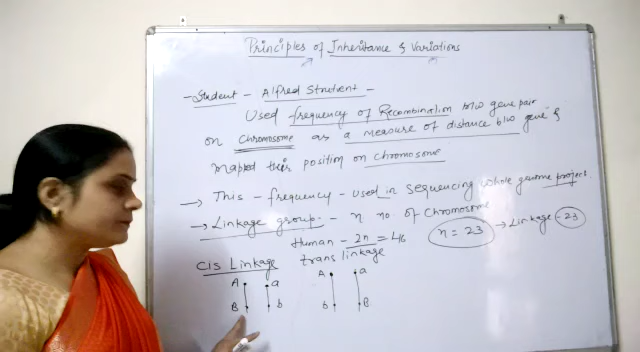 Principles of Inheritance & Variations
- Student - Alfred Strutvent -
Used frequency of Recombination b/w gene pair
on Chromosome as a measure of distance b/w gene &
mapped their position on chromosome
→ This - frequency - used in sequencing whole genome project.
→ Linkage group - n no. of Chromosome
Human - 2n = 46 n = 23 → Linkage - 23
Cis Linkage trans linkage
A a A a
B b b B